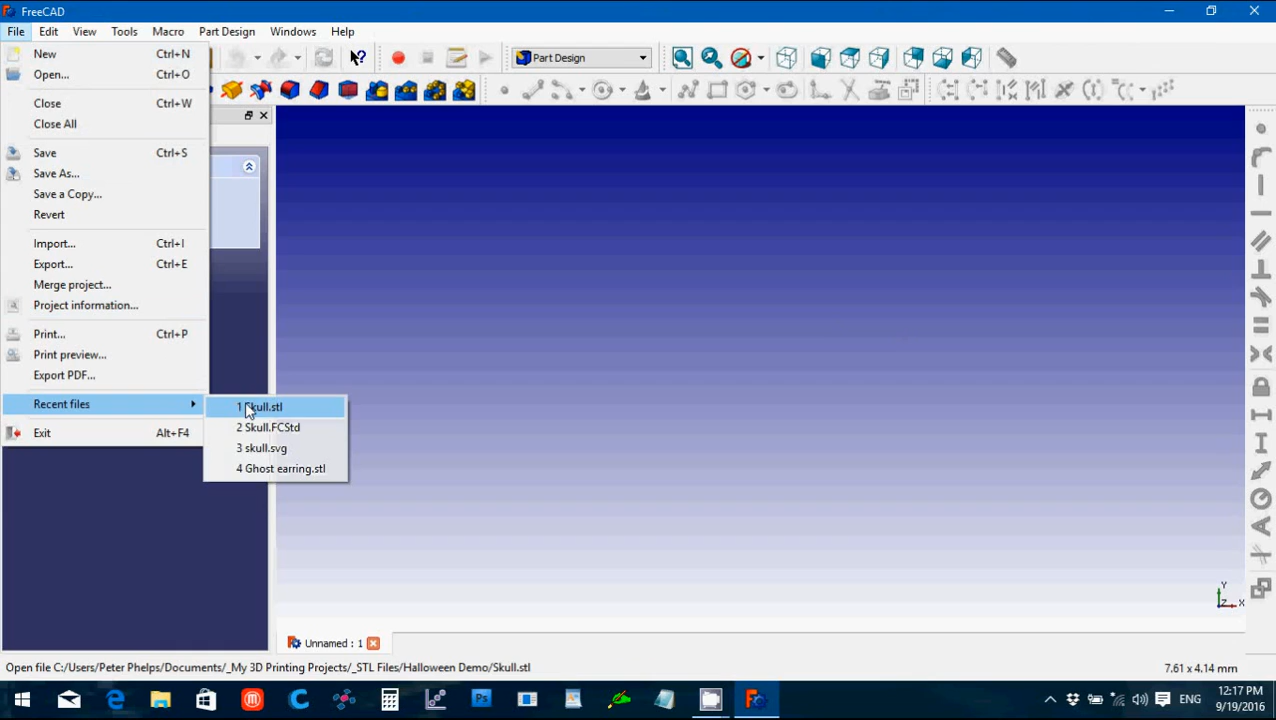 FreeCAD
File Edit View Tools Macro Part Design Windows Help
New Ctrl+N
Open... Ctrl+O
Close Ctrl+W
Close All
Save Ctrl+S
Save As...
Save a Copy...
Revert
Import... Ctrl+I
Export... Ctrl+E
Merge project...
Project information...
Print... Ctrl+P
Print preview...
Export PDF...
Recent files
Exit Alt+F4
1 Skull.stl
2 Skull.FCStd
3 skull.svg
4 Ghost earring.stl
Part Design
Y
Z X
Unnamed : 1
Open file C:/Users/Peter Phelps/Documents/_My 3D Printing Projects/_STL Files/Halloween Demo/Skull.stl
7.61 x 4.14 mm
ENG
12:17 PM
9/19/2016